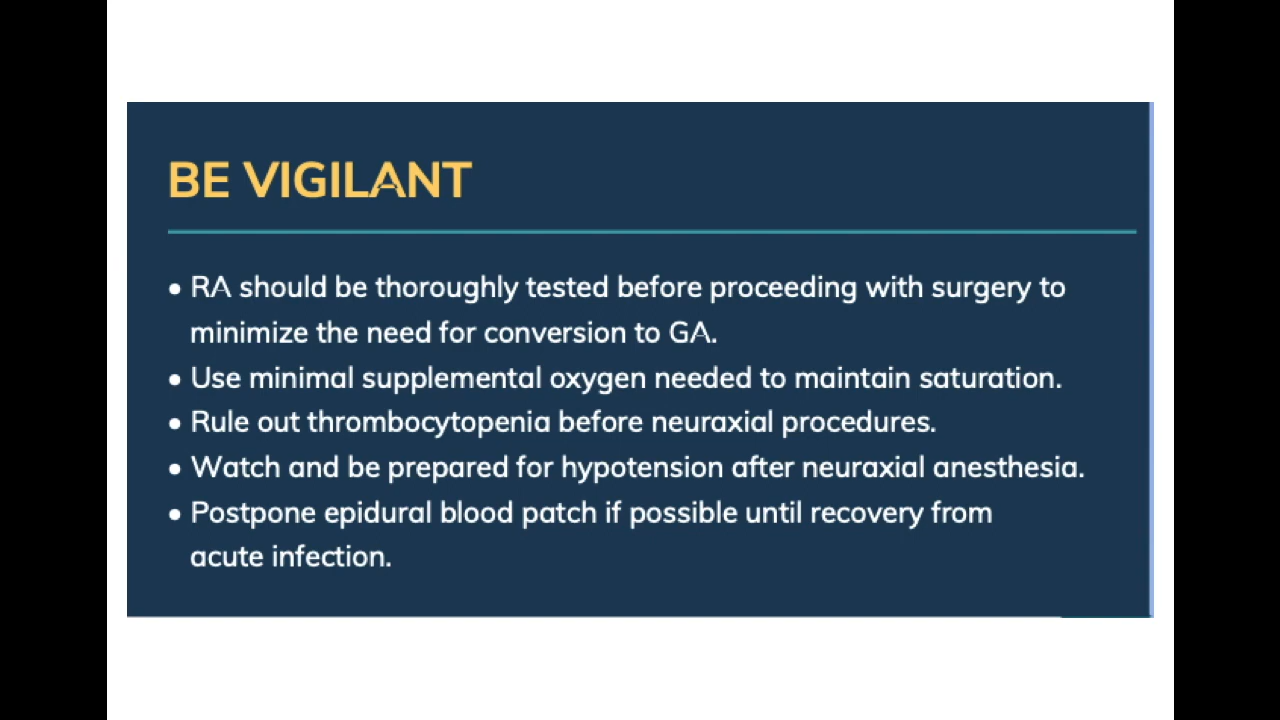 BE VIGILANT
• RA should be thoroughly tested before proceeding with surgery to
minimize the need for conversion to GA.
• Use minimal supplemental oxygen needed to maintain saturation.
• Rule out thrombocytopenia before neuraxial procedures.
• Watch and be prepared for hypotension after neuraxial anesthesia.
• Postpone epidural blood patch if possible until recovery from
acute infection.